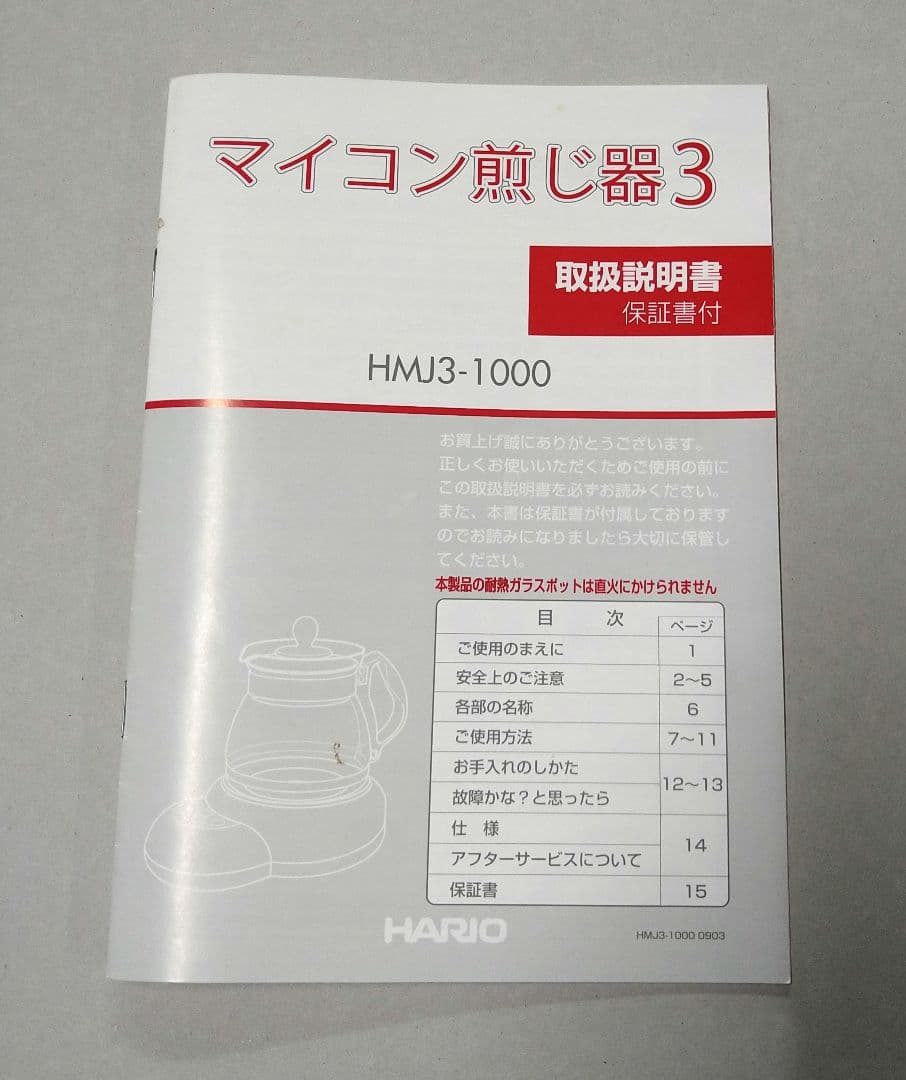 マイコン煎じ器3
取扱説明書
保証書付
HMJ3-1000
お買上げ誠にありがとうございます。
正しくお使いいただくためご使用の前に
この取扱説明書を必ずお読みください。
また、本書は保証書が付属しております
のでお読みになりましたら大切に保管し
てください。
本製品の耐熱ガラスポットは直火にかけられません
目 次 ページ
ご使用のまえに 1
安全上のご注意 2〜5
各部の名称 6
ご使用方法 7〜11
お手入れのしかた 12〜13
故障かな？と思ったら
仕 様 14
アフターサービスについて
保証書 15
HARIO
HMJ3-1000 0903